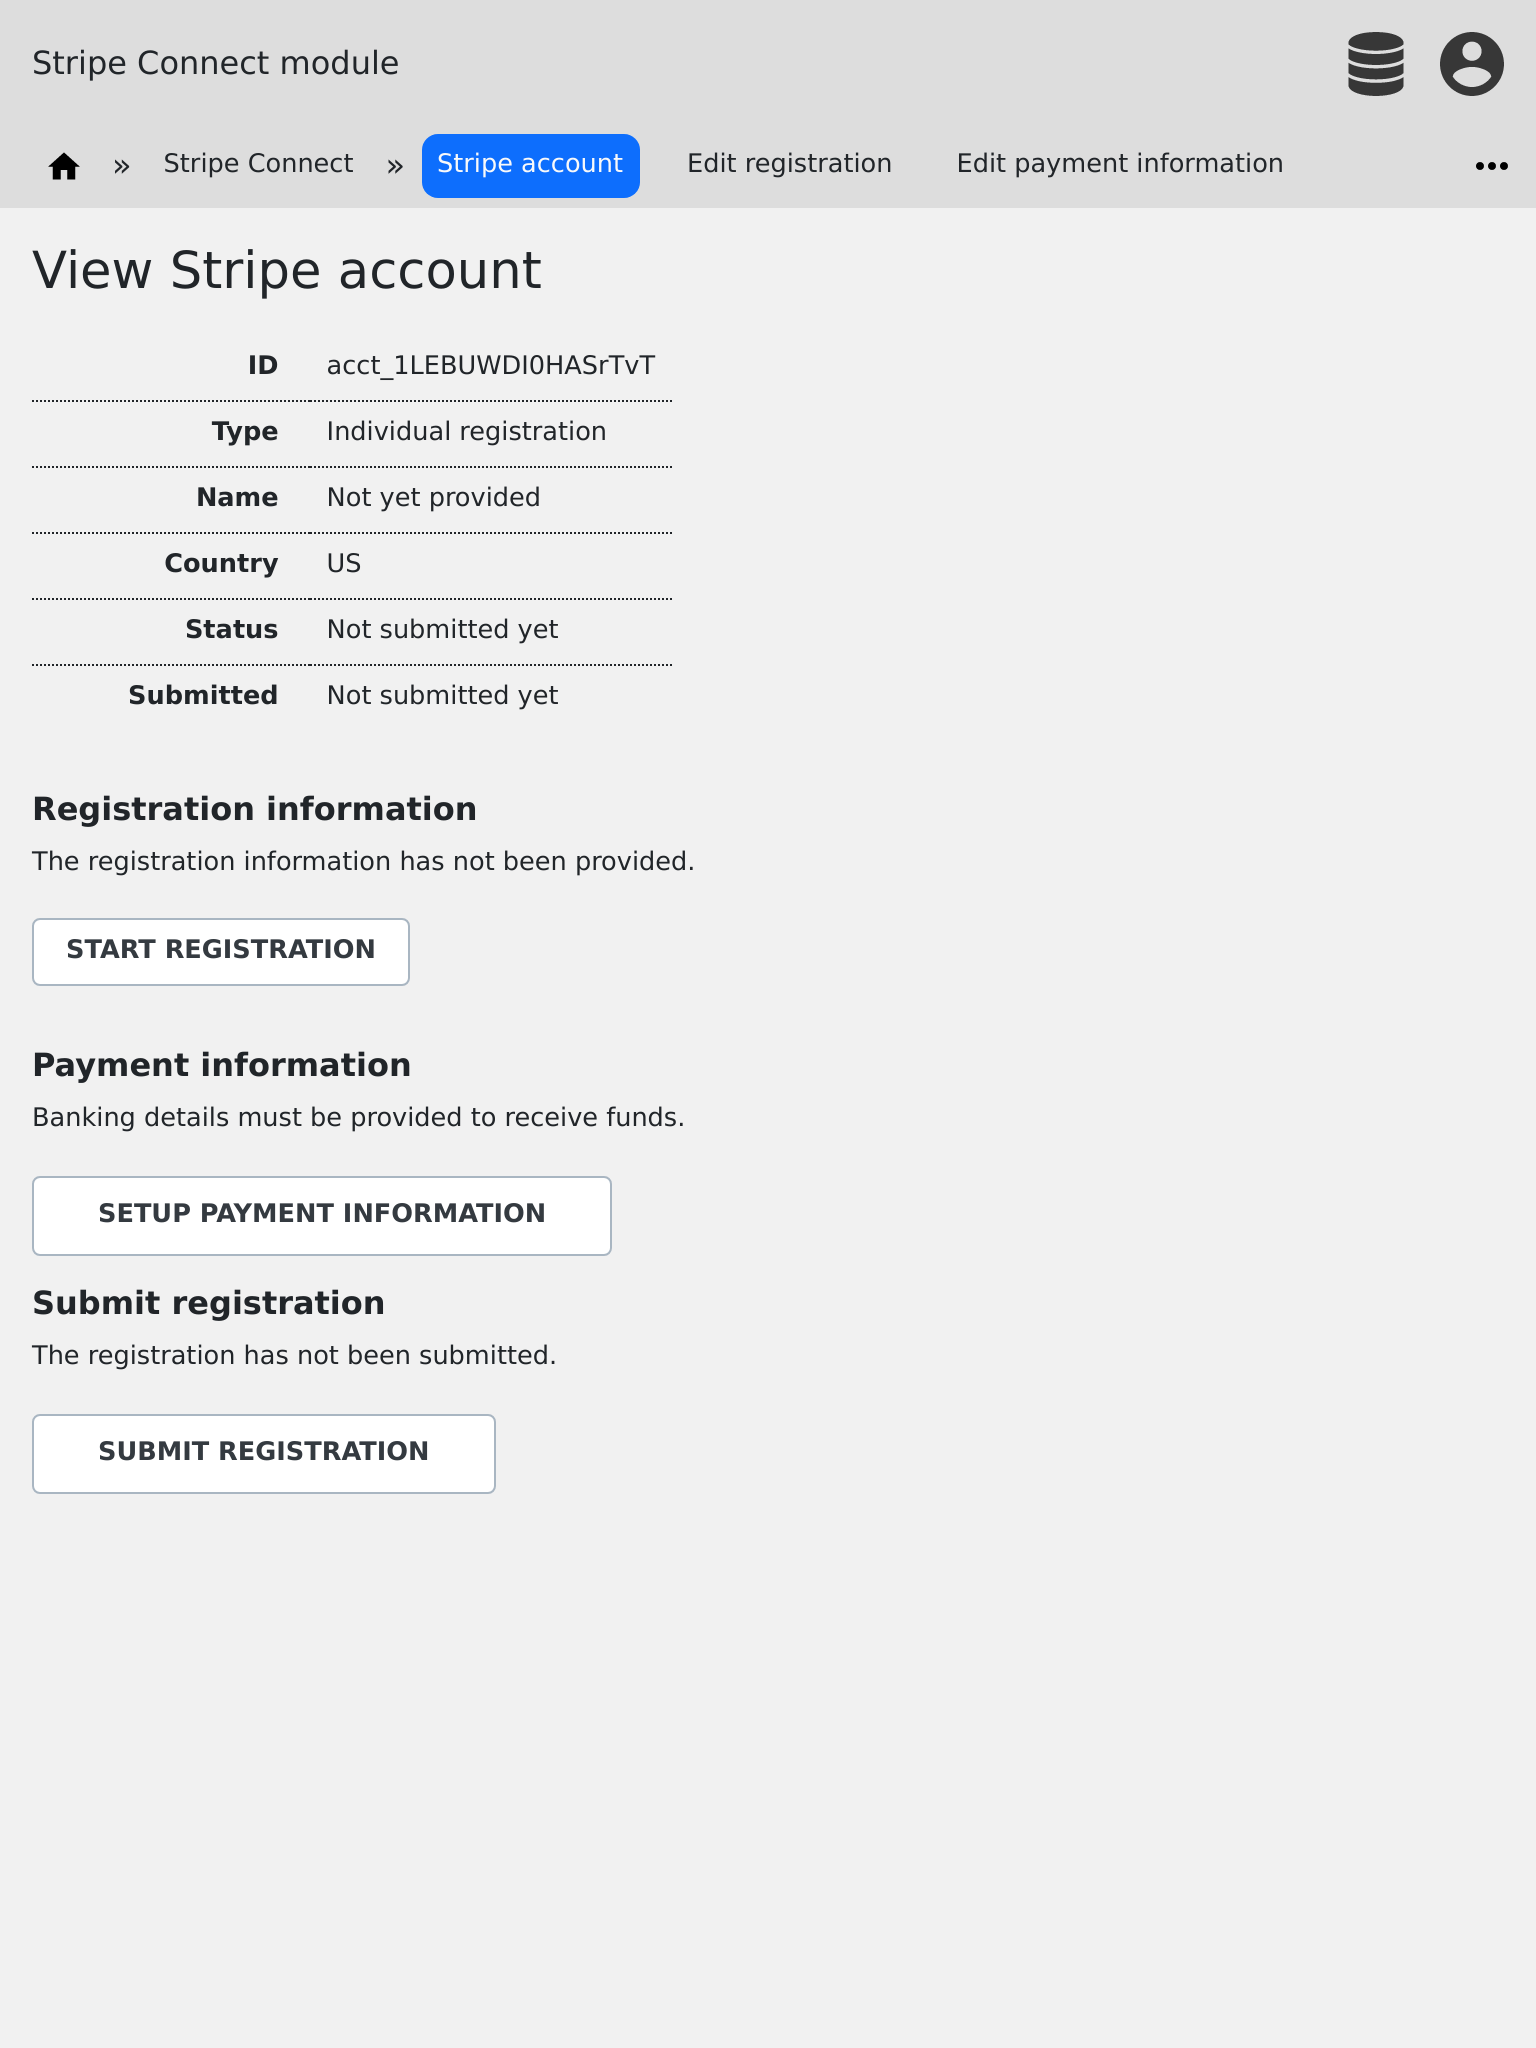 Stripe Connect module
» Stripe Connect » Stripe account Edit registration Edit payment information •••
View Stripe account
ID acct_1LEBUWDI0HASrTvT
Type Individual registration
Name Not yet provided
Country US
Status Not submitted yet
Submitted Not submitted yet
Registration information
The registration information has not been provided.
START REGISTRATION
Payment information
Banking details must be provided to receive funds.
SETUP PAYMENT INFORMATION
Submit registration
The registration has not been submitted.
SUBMIT REGISTRATION